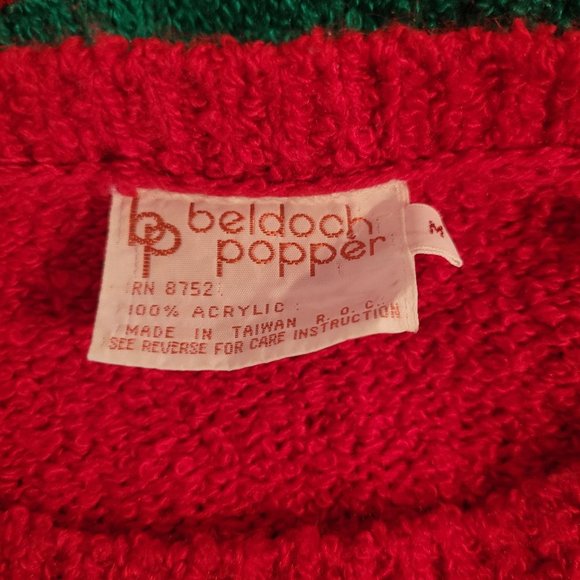 bp beldoch
popper
M
RN 8752
100% ACRYLIC
MADE IN TAIWAN R.O.C.
SEE REVERSE FOR CARE INSTRUCTION